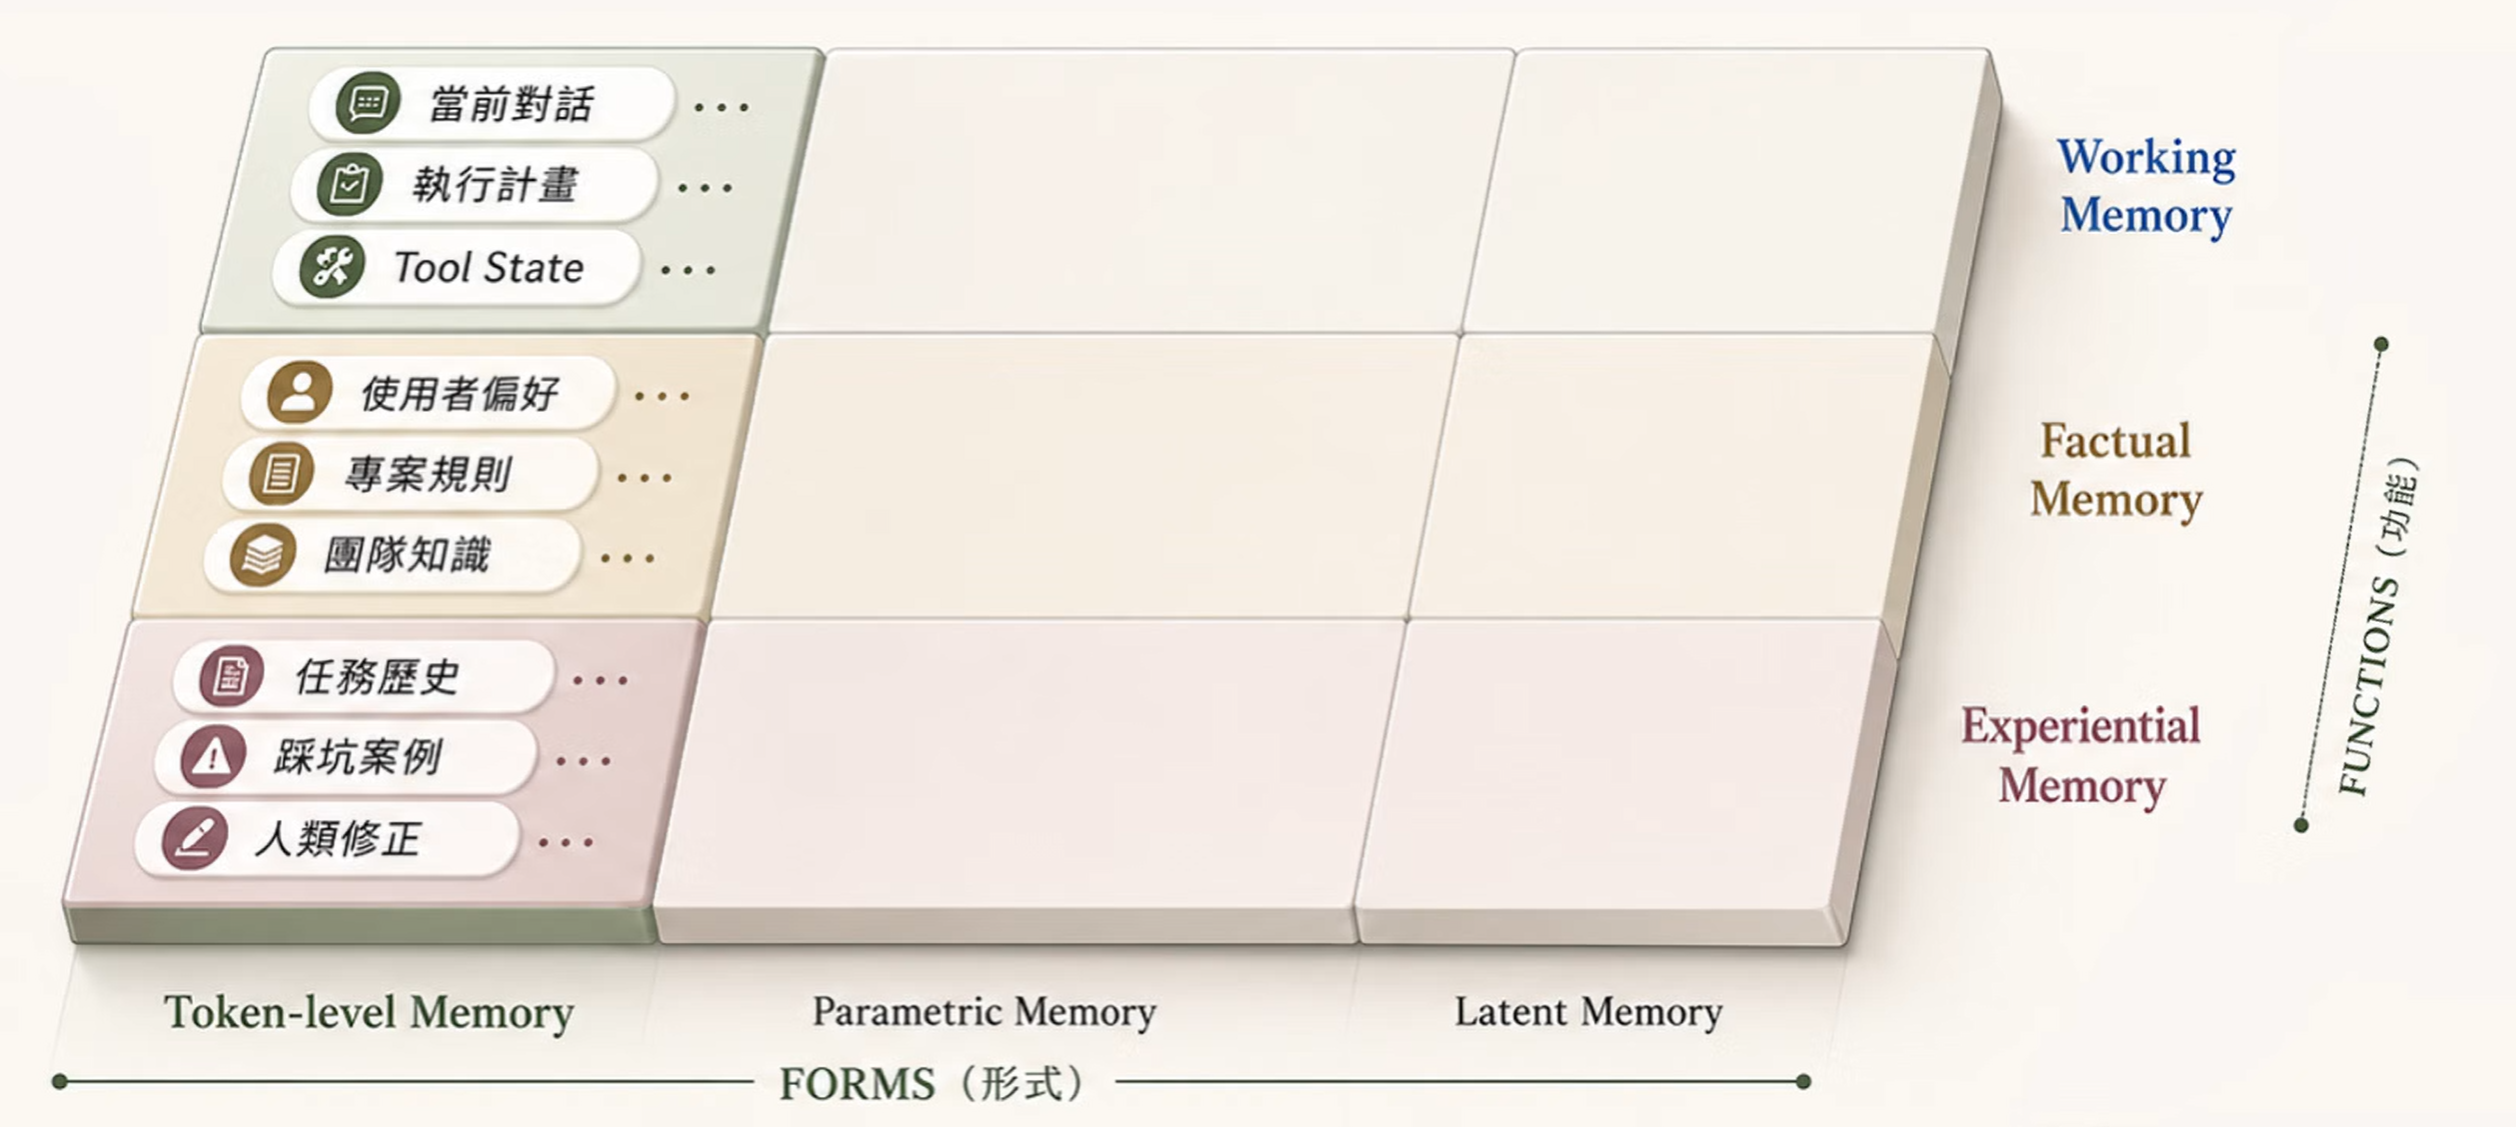 當前對話
執行計畫
Tool State
Working
Memory
使用者偏好
專案規則
團隊知識
Factual
Memory
任務歷史
踩坑案例
人類修正
Experiential
Memory
FUNCTIONS（功能）
Token-level Memory
Parametric Memory
Latent Memory
FORMS（形式）